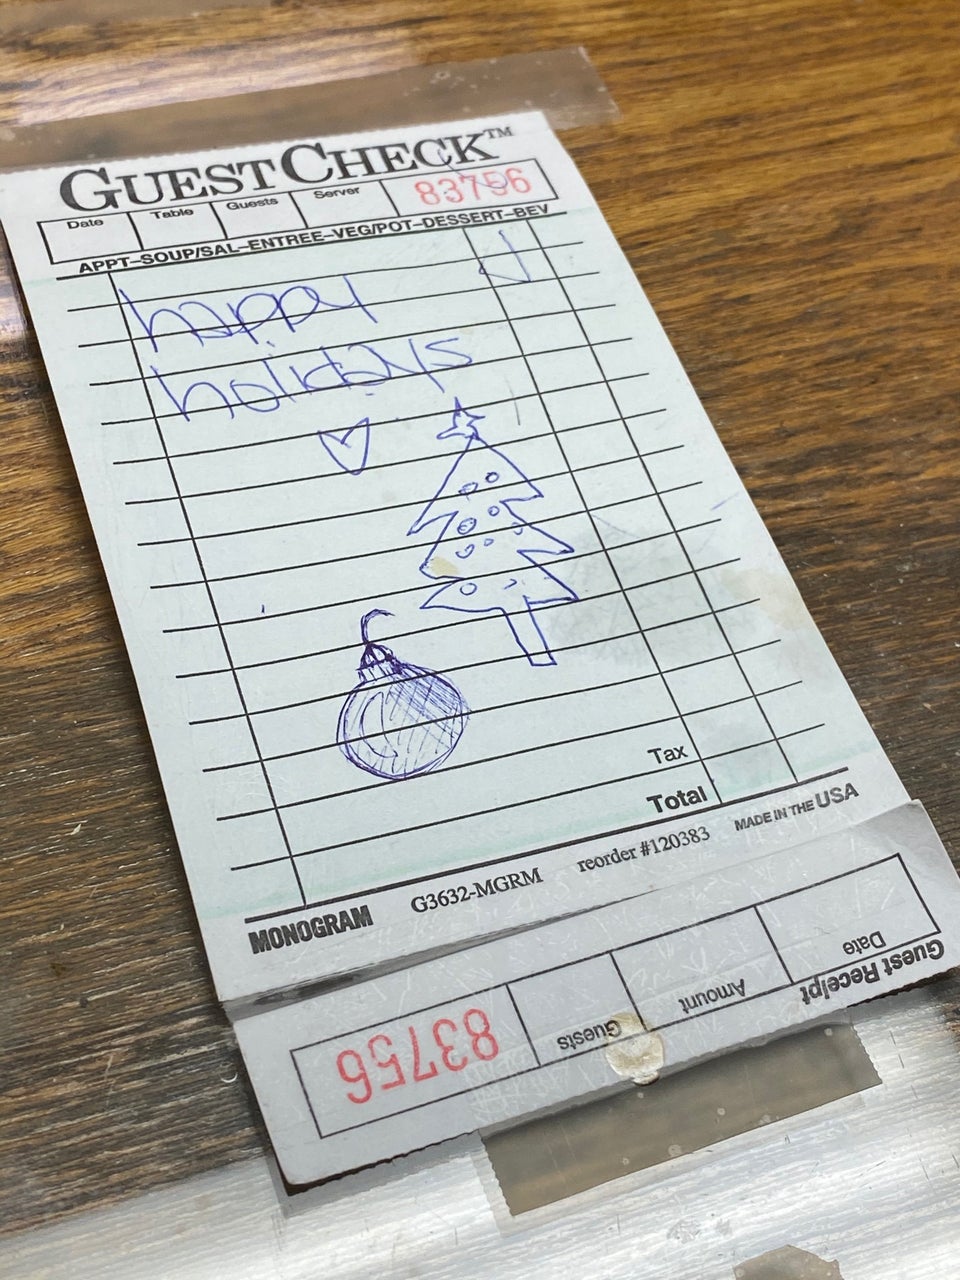 GUEST CHECK™
Date Table Guests Server 83756
APPT–SOUP/SAL–ENTREE–VEG/POT–DESSERT–BEV
happy
holidays
Tax
Total
MONOGRAM G3632-MGRM reorder #120383 MADE IN THE USA
Guest Receipt
Date Amount Guests 83756